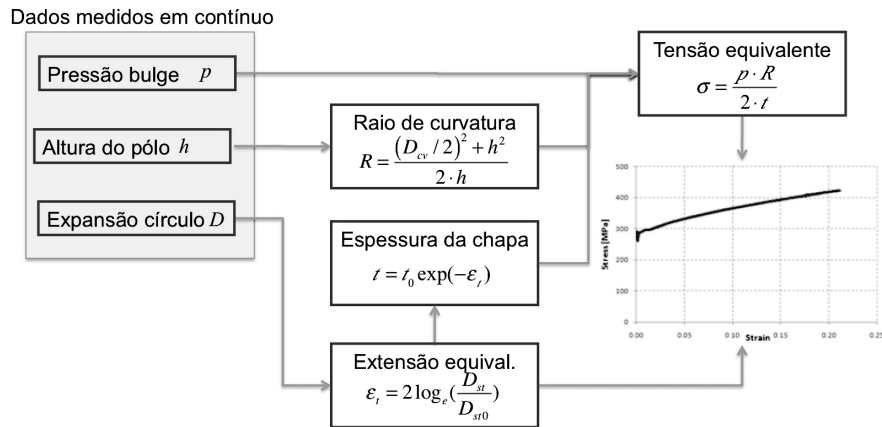 Dados medidos em contínuo
Pressão bulge p
Altura do pólo h
Expansão círculo D
Raio de curvatura
R = ((D_cv / 2)² + h²) / (2 · h)
Espessura da chapa
t = t₀ exp(−ε_t)
Extensão equival.
ε_t = 2 log_e(D_st / D_st0)
Tensão equivalente
σ = (p · R) / (2 · t)
Stress [MPa]
500
400
300
200
100
0
0.00 0.05 0.10 0.15 0.20 0.25
Strain